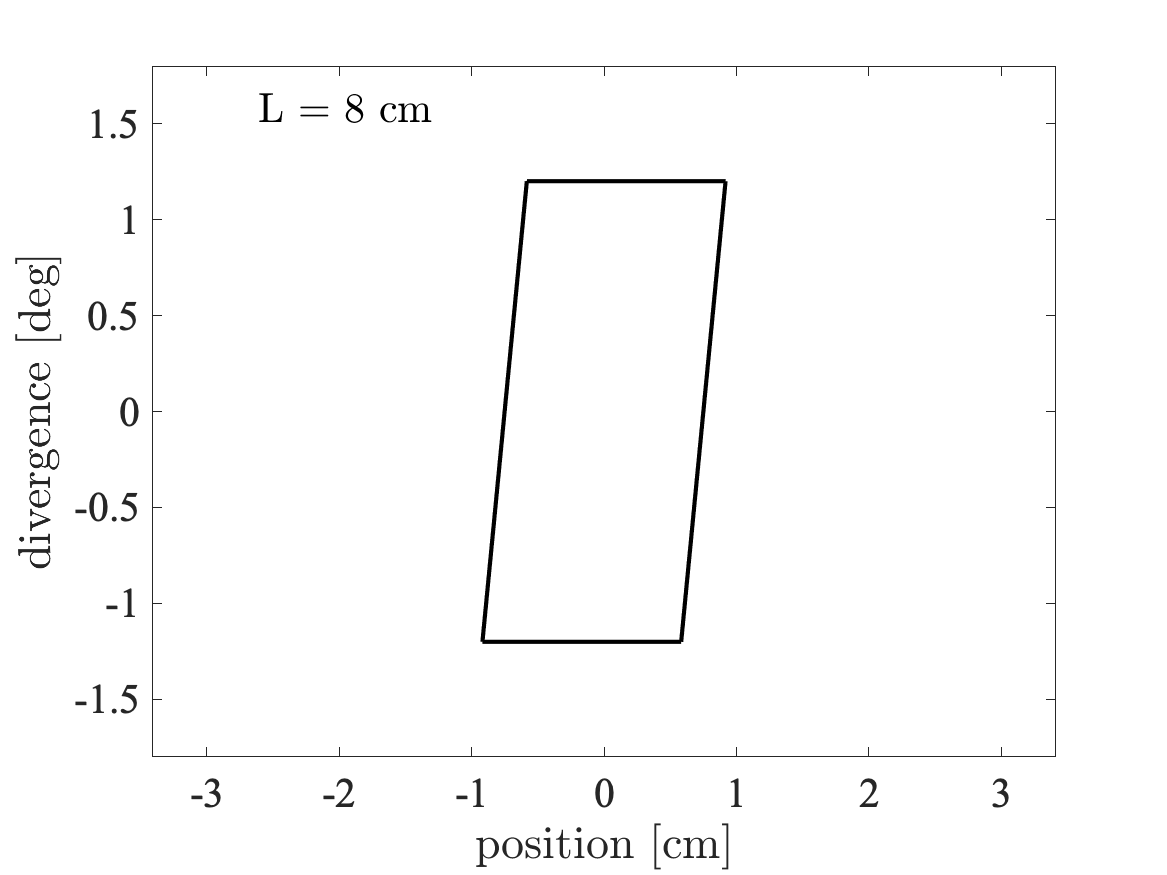 L = 8 cm
1.5
1
0.5
0
-0.5
-1
-1.5
divergence [deg]
-3 -2 -1 0 1 2 3
position [cm]